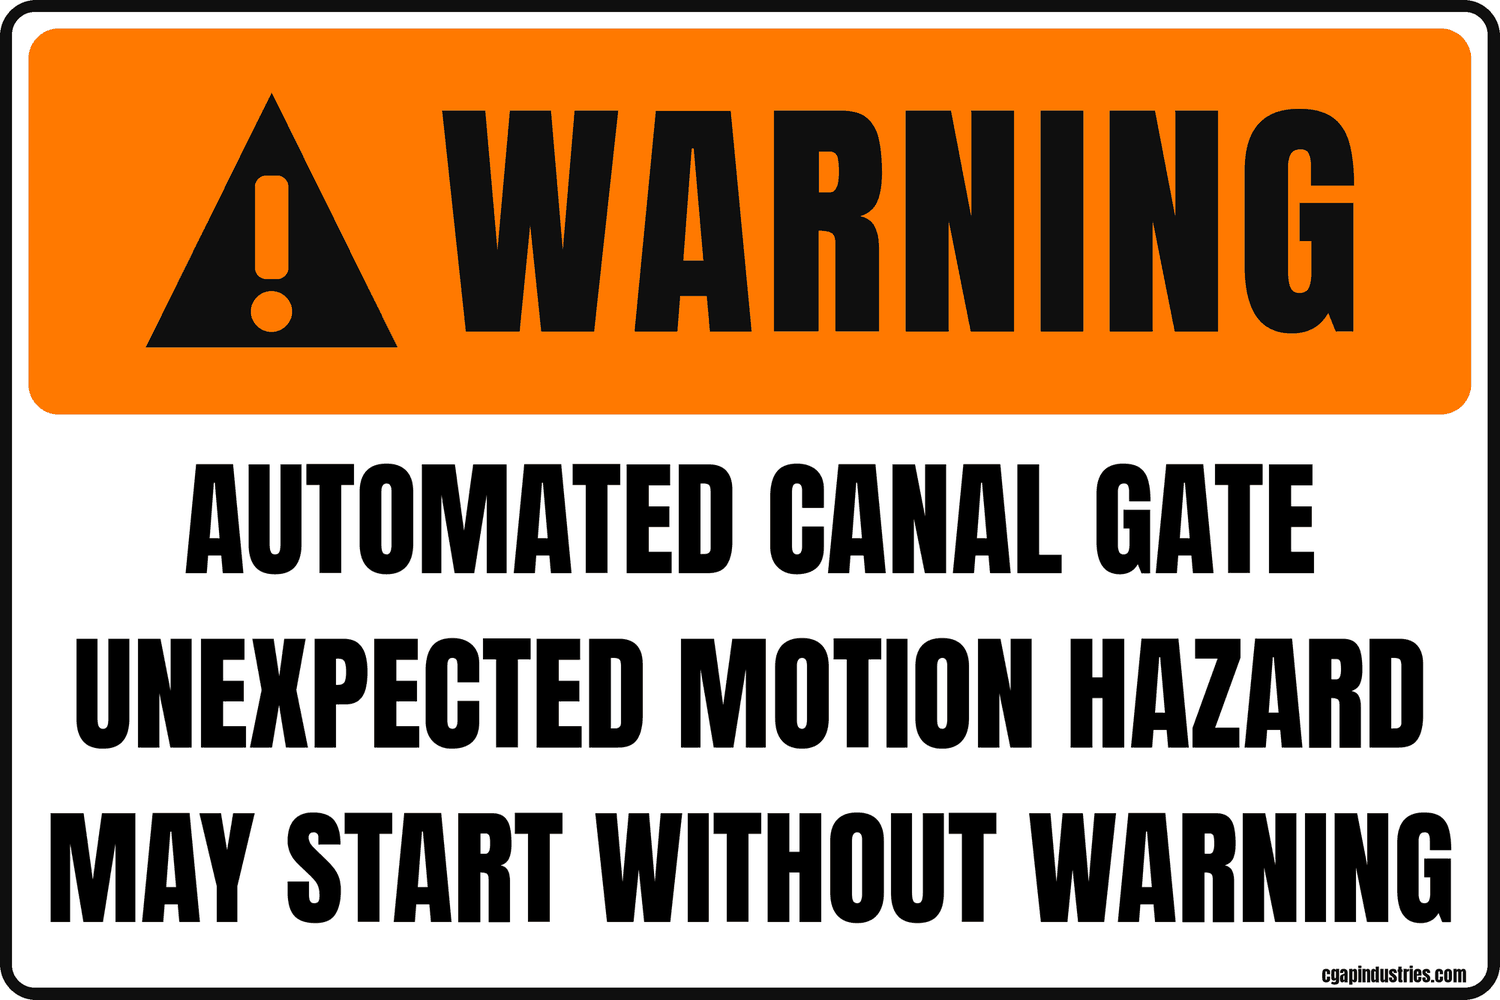 WARNING
AUTOMATED CANAL GATE
UNEXPECTED MOTION HAZARD
MAY START WITHOUT WARNING
cgapindustries.com